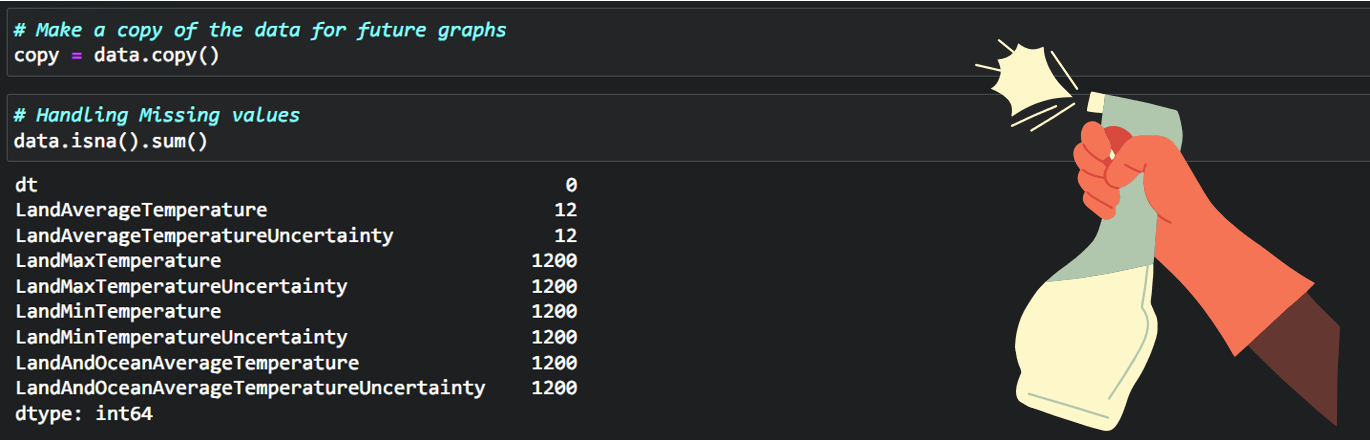 # Make a copy of the data for future graphs
copy = data.copy()
# Handling Missing values
data.isna().sum()
dt 0
LandAverageTemperature 12
LandAverageTemperatureUncertainty 12
LandMaxTemperature 1200
LandMaxTemperatureUncertainty 1200
LandMinTemperature 1200
LandMinTemperatureUncertainty 1200
LandAndOceanAverageTemperature 1200
LandAndOceanAverageTemperatureUncertainty 1200
dtype: int64